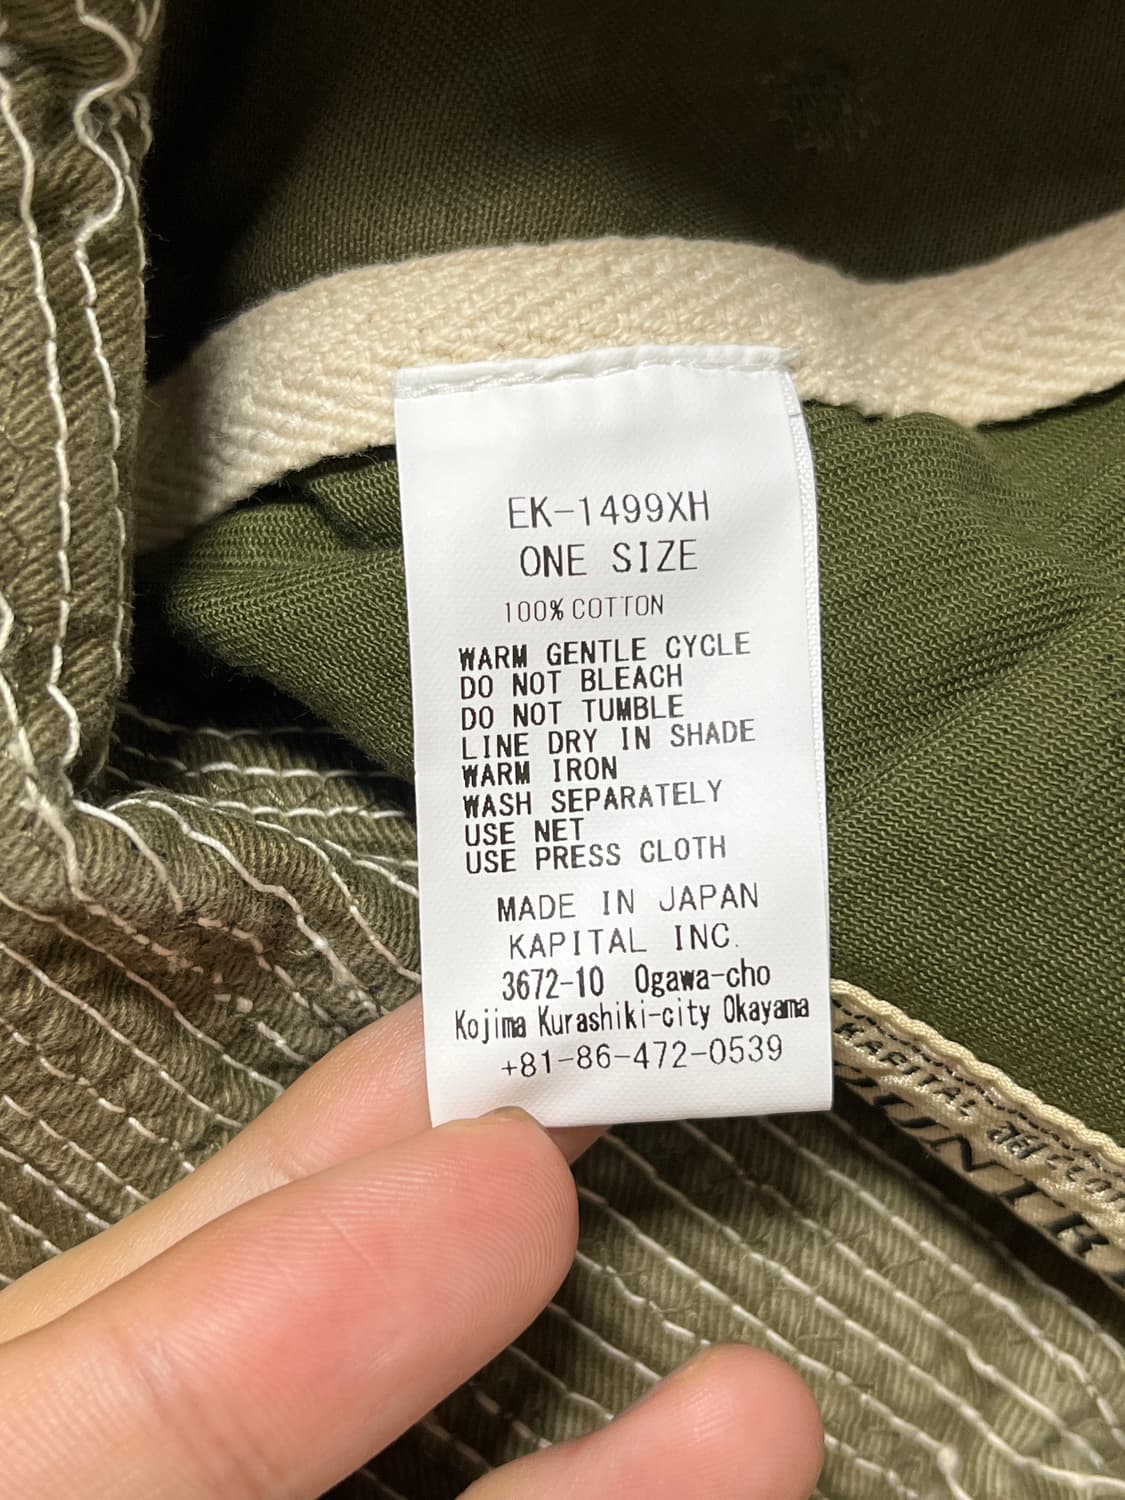 EK-1499XH
ONE SIZE
100% COTTON
WARM GENTLE CYCLE
DO NOT BLEACH
DO NOT TUMBLE
LINE DRY IN SHADE
WARM IRON
WASH SEPARATELY
USE NET
USE PRESS CLOTH
MADE IN JAPAN
KAPITAL INC.
3672-10 Ogawa-cho
Kojima Kurashiki-city Okayama
+81-86-472-0539
KAPITAL